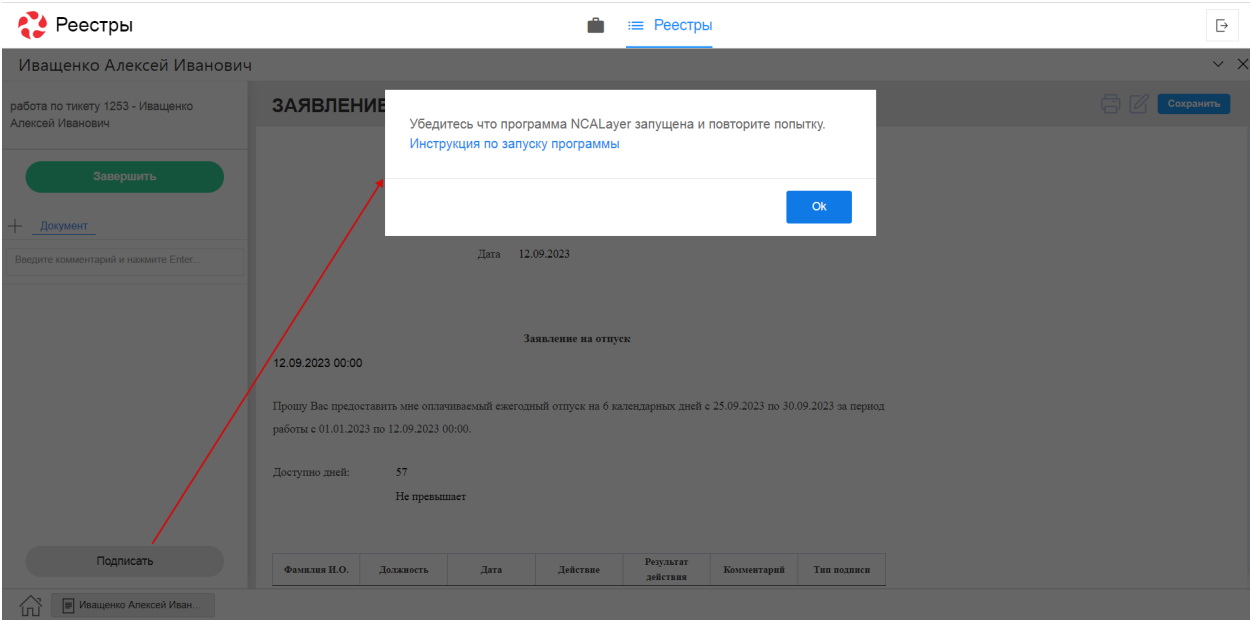 Реестры
Реестры
Иващенко Алексей Иванович
работа по тикету 1253 - Иващенко
Алексей Иванович
Завершить
Документ
Введите комментарий и нажмите Enter...
Подписать
ЗАЯВЛЕНИЕ
Сохранить
Убедитесь что программа NCALayer запущена и повторите попытку.
Инструкция по запуску программы
Ok
Дата 12.09.2023
Заявление на отпуск
12.09.2023 00:00
Прошу Вас предоставить мне оплачиваемый ежегодный отпуск на 6 календарных дней с 25.09.2023 по 30.09.2023 за период
работы с 01.01.2023 по 12.09.2023 00:00.
Доступно дней: 57
Не превышает
Фамилия И.О. Должность Дата Действие Результат действия Комментарий Тип подписи
Иващенко Алексей Иван...